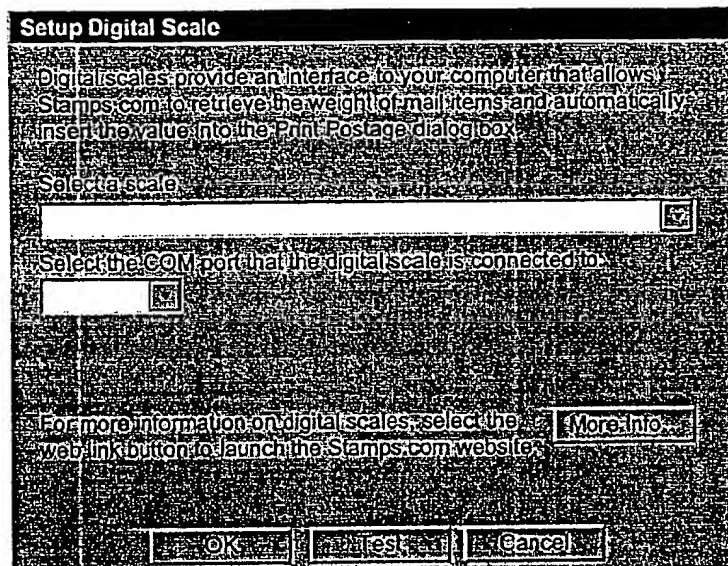 Setup Digital Scale
Digital scales provide an interface to your computer that allows
Stamps.com to retrieve the weight of mail items and automatically
insert the value into the Print Postage dialog box.
Select a scale
Select the COM port that the digital scale is connected to.
For more information on digital scales, select the
web link button to launch the Stamps.com website.
More Info...
OK
Test
Cancel